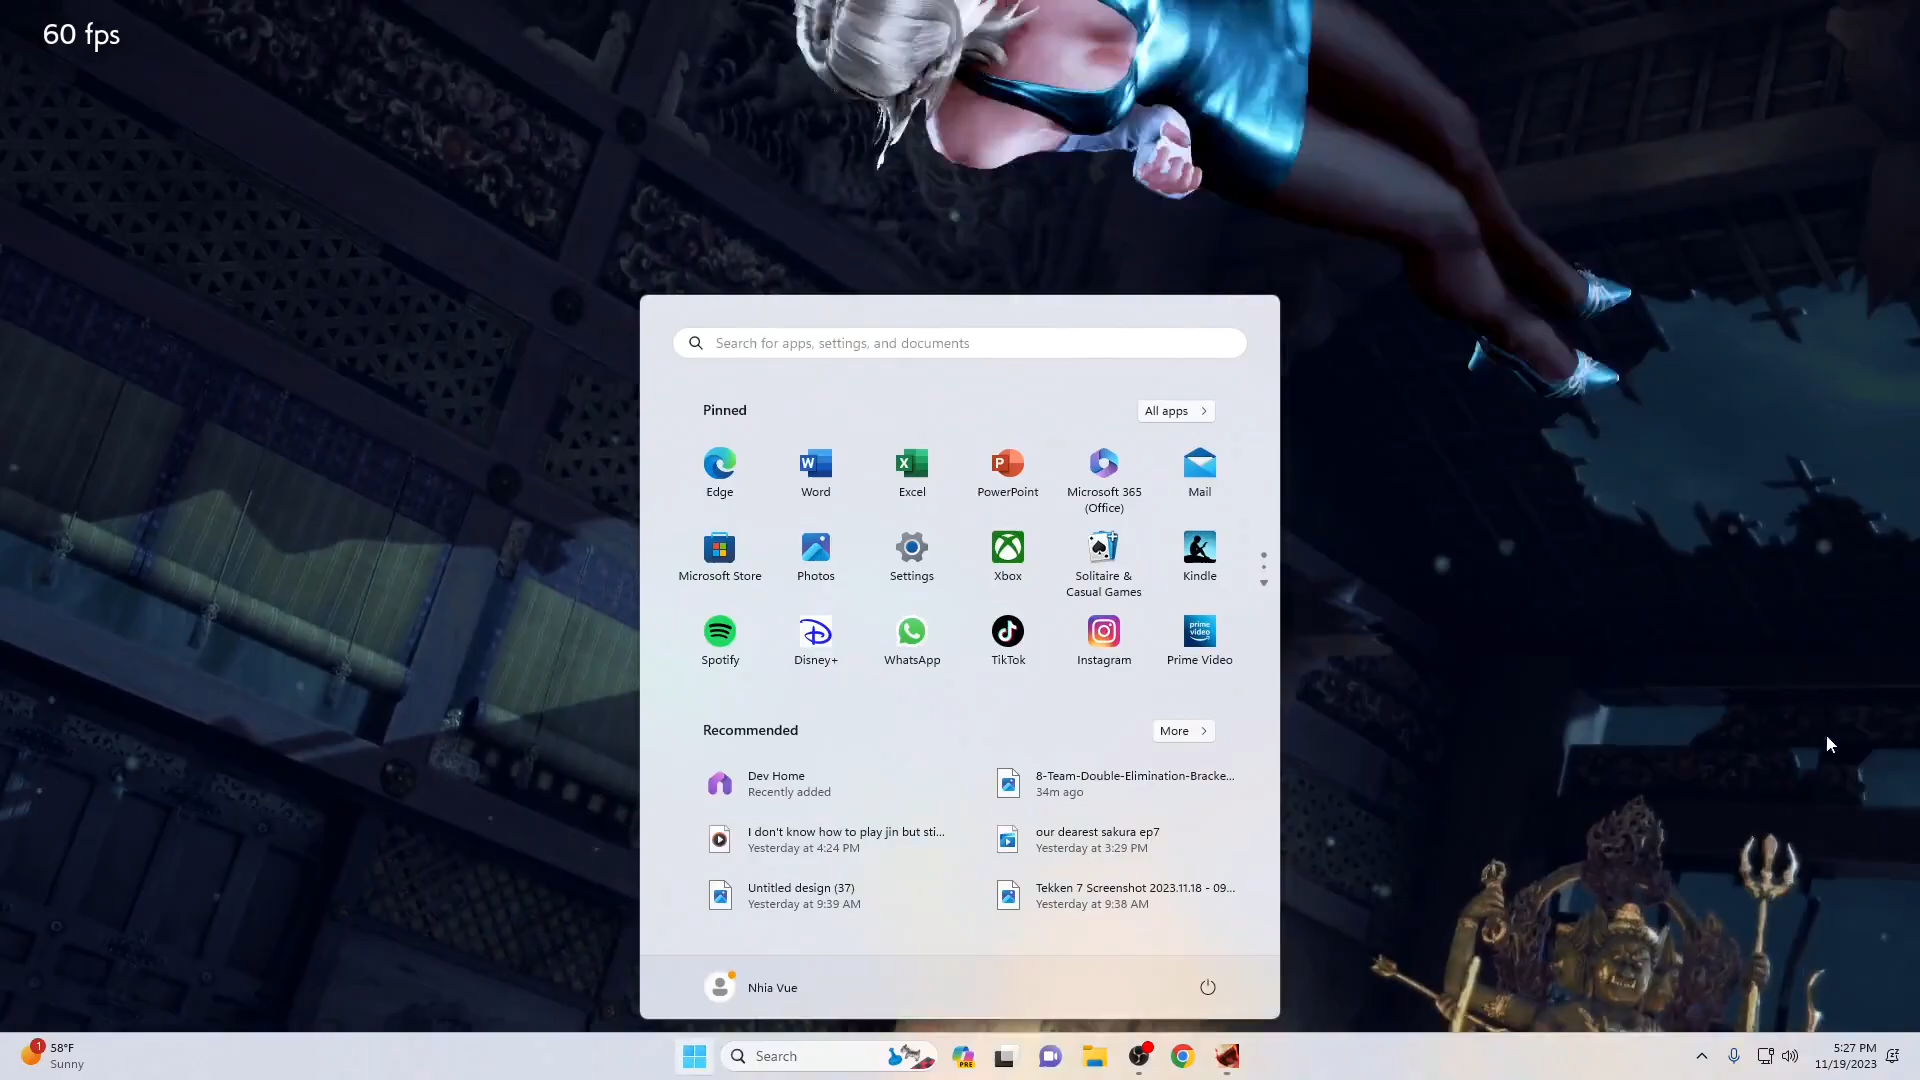 60 fps
Search for apps, settings, and documents
Pinned
All apps
Edge
Word
Excel
PowerPoint
Microsoft 365
(Office)
Mail
Microsoft Store
Photos
Settings
Xbox
Solitaire &
Casual Games
Kindle
Spotify
Disney+
WhatsApp
TikTok
Instagram
prime
video
Prime Video
Recommended
More
Dev Home
Recently added
8-Team-Double-Elimination-Bracke...
34m ago
I don't know how to play jin but sti...
Yesterday at 4:24 PM
our dearest sakura ep7
Yesterday at 3:29 PM
Untitled design (37)
Yesterday at 9:39 AM
Tekken 7 Screenshot 2023.11.18 - 09...
Yesterday at 9:38 AM
Nhia Vue
1
58°F
Sunny
Search
PRE
5:27 PM
11/19/2023